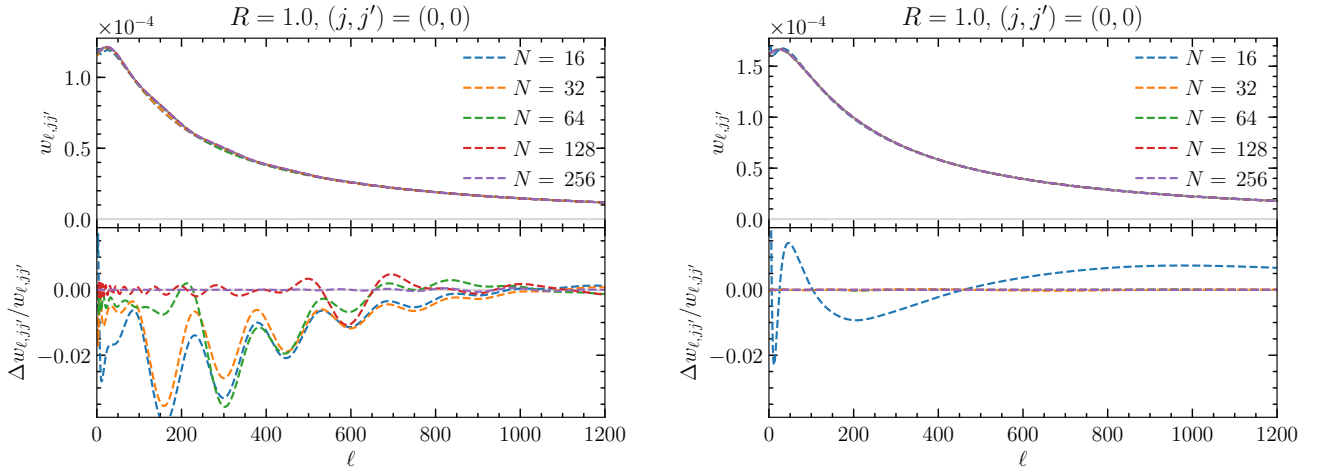 R = 1.0, (j, j′) = (0, 0)
×10⁻⁴
1.0
0.5
0.0
w_{ℓ,jj′}
N = 16
N = 32
N = 64
N = 128
N = 256
0.00
−0.02
Δw_{ℓ,jj′}/w_{ℓ,jj′}
0 200 400 600 800 1000 1200
ℓ
R = 1.0, (j, j′) = (0, 0)
×10⁻⁴
1.5
1.0
0.5
0.0
w_{ℓ,jj′}
N = 16
N = 32
N = 64
N = 128
N = 256
0.00
−0.02
Δw_{ℓ,jj′}/w_{ℓ,jj′}
0 200 400 600 800 1000 1200
ℓ